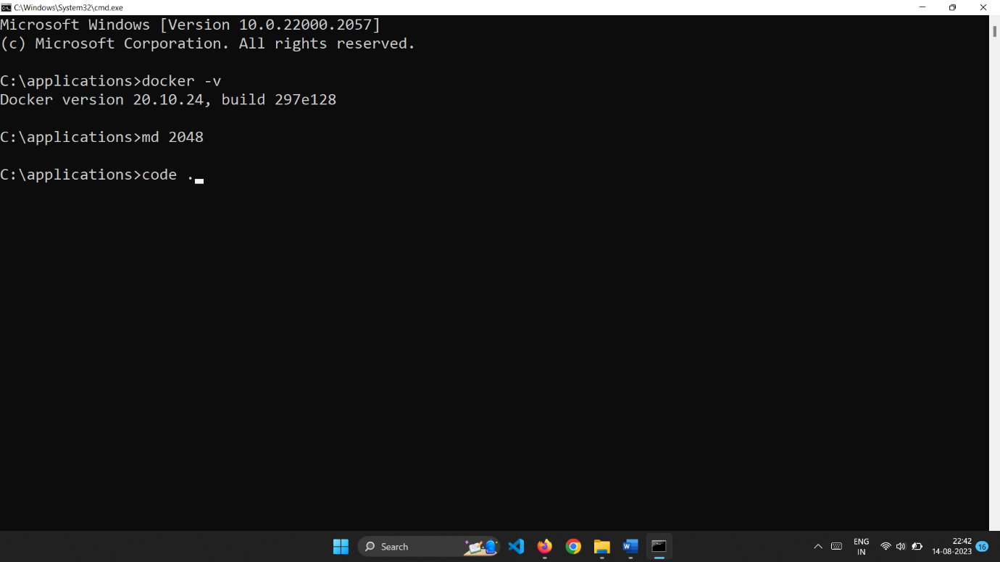 C:\Windows\System32\cmd.exe
Microsoft Windows [Version 10.0.22000.2057]
(c) Microsoft Corporation. All rights reserved.
C:\applications>docker -v
Docker version 20.10.24, build 297e128
C:\applications>md 2048
C:\applications>code .
Search
W
ENG
IN
22:42
14-08-2023
16